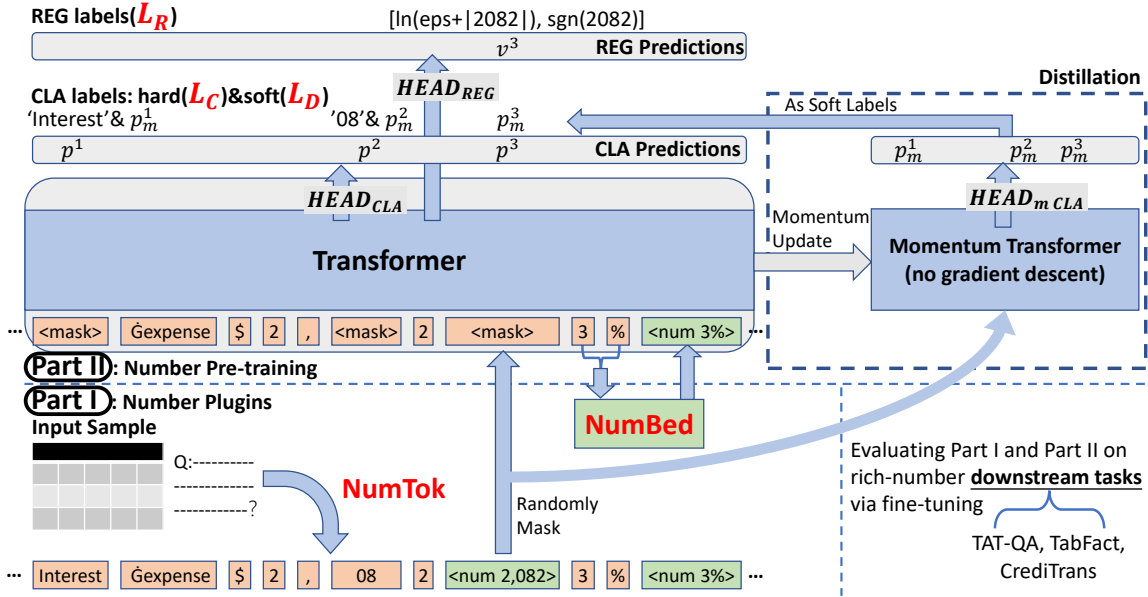 REG labels(L_R)
[ln(eps+|2082|), sgn(2082)]
v³ REG Predictions
HEAD_REG
Distillation
CLA labels: hard(L_C)&soft(L_D)
As Soft Labels
'Interest'& p_m^1 '08'& p_m^2 p_m^3
p^1 p^2 p^3 CLA Predictions
p_m^1 p_m^2 p_m^3
HEAD_CLA
HEAD_m CLA
Momentum
Update
Transformer
Momentum Transformer
(no gradient descent)
... <mask> Ġexpense $ 2 , <mask> 2 <mask> 3 % <num 3%> ...
Part II : Number Pre-training
Part I : Number Plugins
Input Sample
NumBed
Q:----------
------------
------------?
NumTok
Randomly
Mask
Evaluating Part I and Part II on
rich-number downstream tasks
via fine-tuning
TAT-QA, TabFact,
CrediTrans
... Interest Ġexpense $ 2 , 08 2 <num 2,082> 3 % <num 3%> ...